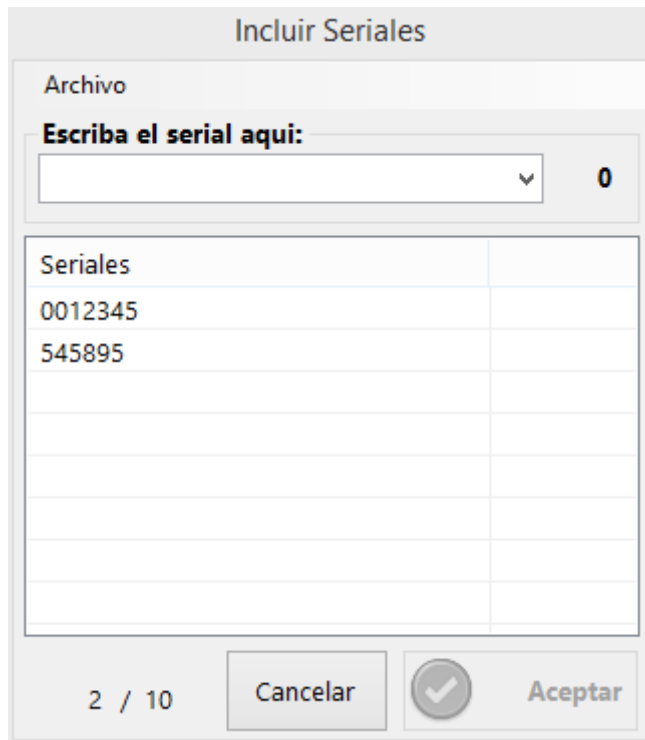 Incluir Seriales
Archivo
Escriba el serial aqui:
0
Seriales
0012345
545895
2 / 10
Cancelar
Aceptar